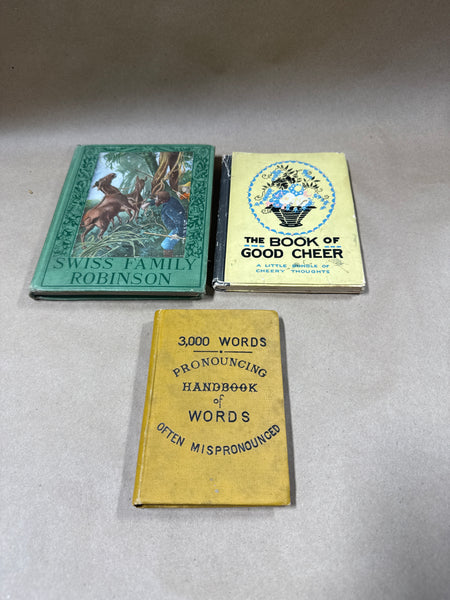 SWISS FAMILY
ROBINSON
THE BOOK OF
GOOD CHEER
A LITTLE BUNDLE OF
CHEERY THOUGHTS
3,000 WORDS
PRONOUNCING
HANDBOOK
of
WORDS
OFTEN MISPRONOUNCED